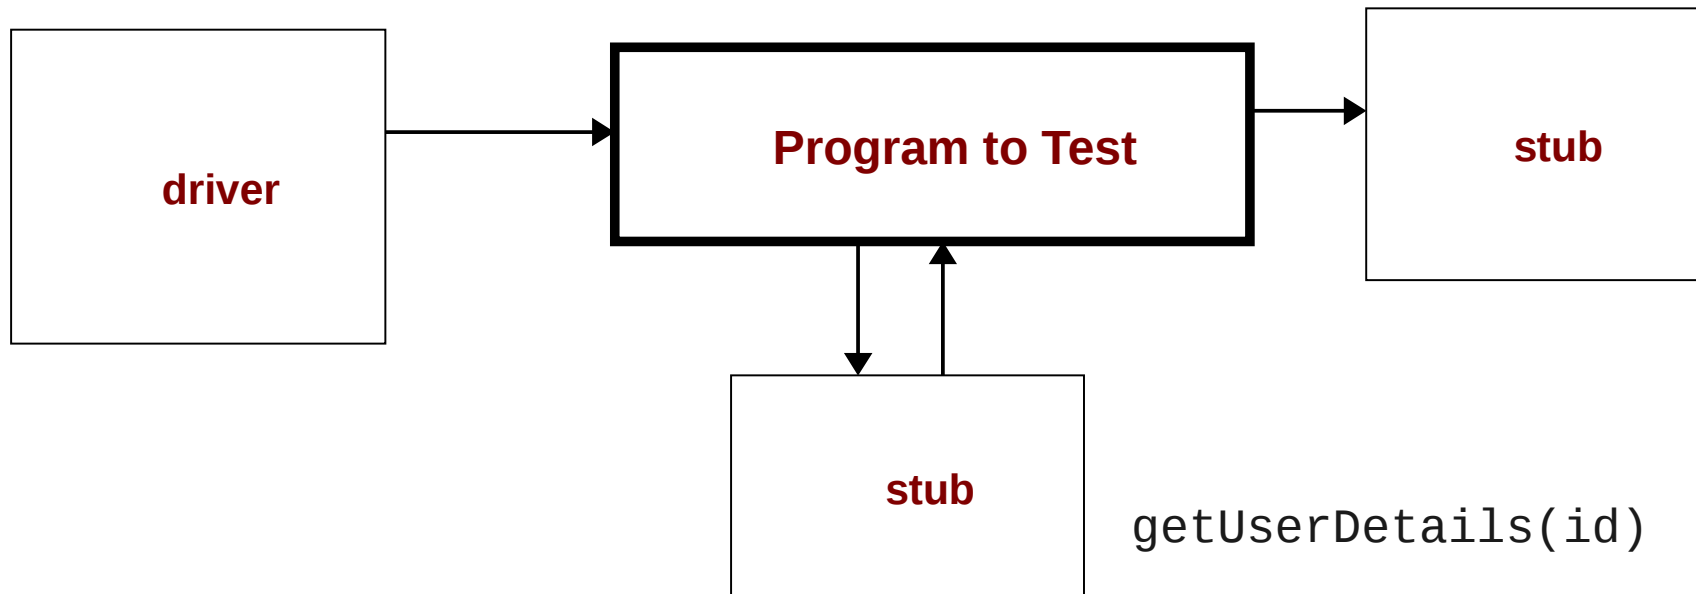 driver
Program to Test
stub
stub
getUserDetails(id)